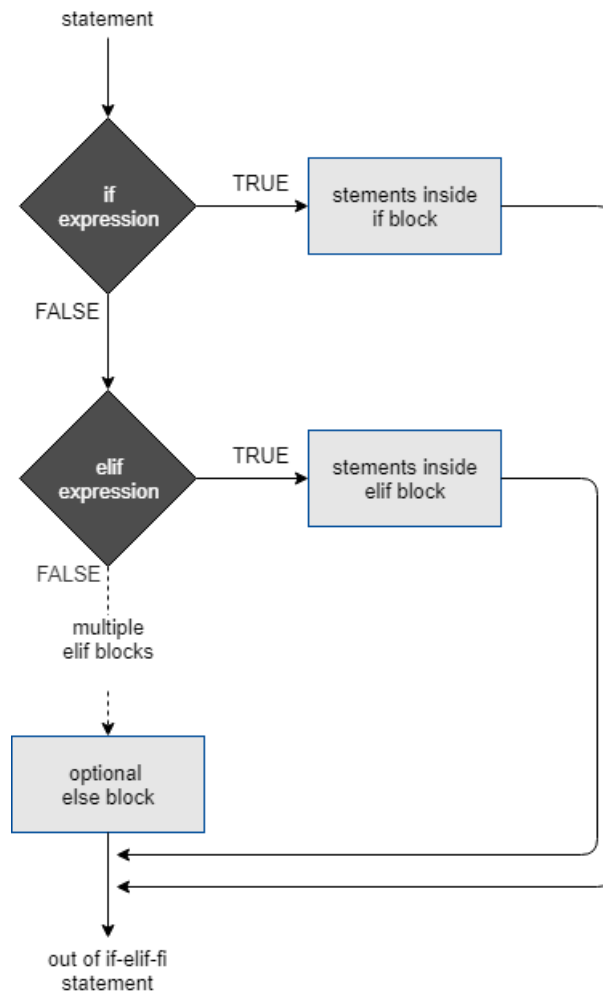 statement
if
expression
TRUE
stements inside
if block
FALSE
elif
expression
TRUE
stements inside
elif block
FALSE
multiple
elif blocks
optional
else block
out of if-elif-fi
statement